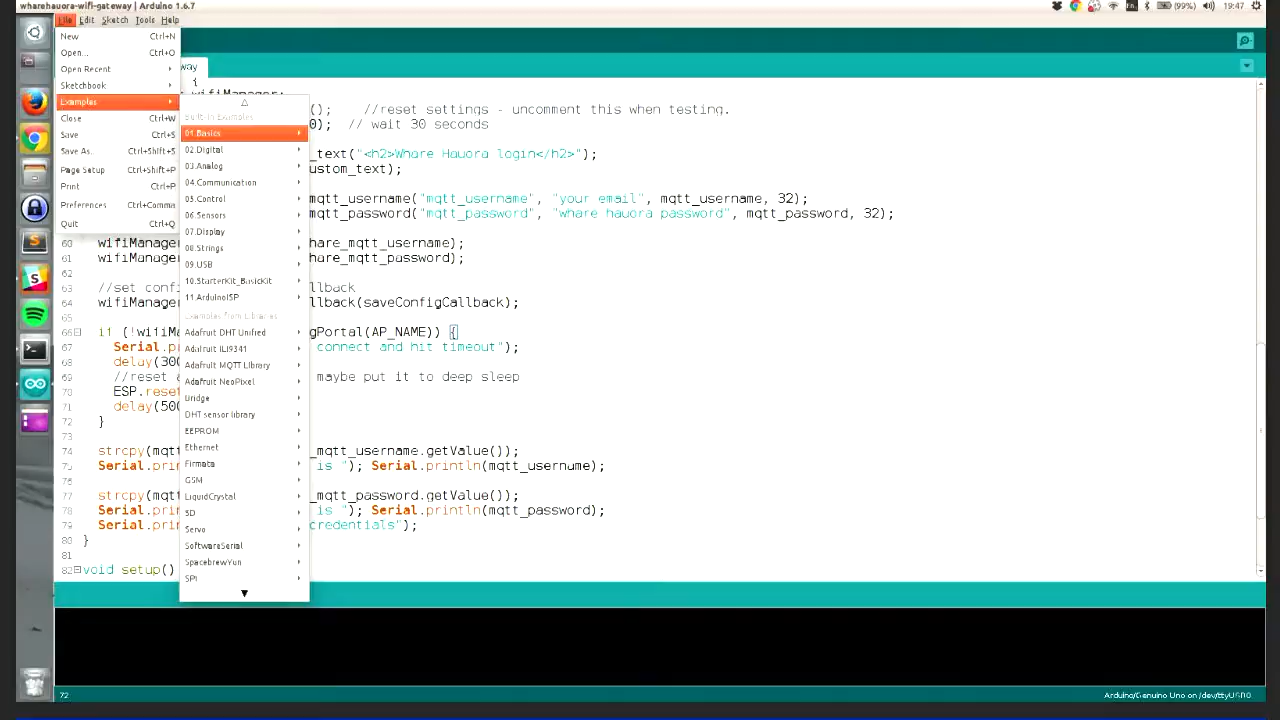 wharehauora-wifi-gateway | Arduino 1.6.7
(99%) 19:47
File Edit Sketch Tools Help
New Ctrl+N
Open... Ctrl+O
Open Recent
Sketchbook
Examples
Close Ctrl+W
Save Ctrl+S
Save As.. Ctrl+Shift+S
Page Setup Ctrl+Shift+P
Print Ctrl+P
Preferences Ctrl+Comma
Quit Ctrl+Q
Built-in Examples
01.Basics
02.Digital
03.Analog
04.Communication
05.Control
06.Sensors
07.Display
08.Strings
09.USB
10.StarterKit_BasicKit
11.ArduinoISP
Examples from Libraries
Adafruit DHT Unified
Adafruit ILI9341
Adafruit MQTT Library
Adafruit NeoPixel
Bridge
DHT sensor library
EEPROM
Ethernet
Firmata
GSM
LiquidCrystal
SD
Servo
SoftwareSerial
SpacebrewYun
SPI
way
{
(); //reset settings - uncomment this when testing.
0); // wait 30 seconds
_text("<h2>Whare Hauora login</h2>");
ustom_text);
mqtt_username("mqtt_username", "your email", mqtt_username, 32);
mqtt_password("mqtt_password", "whare hauora password", mqtt_password, 32);
60 wifiManager hare_mqtt_username);
61 wifiManager hare_mqtt_password);
62
63 //set confi llback
64 wifiManager llback(saveConfigCallback);
66 if (!wifiMa gPortal(AP_NAME)) {
67 Serial.p connect and hit timeout");
68 delay(300
69 //reset a maybe put it to deep sleep
70 ESP.reset
71 delay(500
72 }
73
74 strcpy(mqtt _mqtt_username.getValue());
75 Serial.prin is "); Serial.println(mqtt_username);
77 strcpy(mqtt _mqtt_password.getValue());
78 Serial.prin is "); Serial.println(mqtt_password);
79 Serial.prin credentials");
80 }
81
82 void setup()
72 Arduino/Genuino Uno on /dev/ttyUSB0